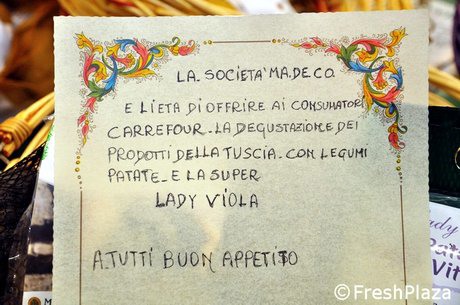 LA SOCIETA' MA.DE.CO.
E LIETA DI OFFRIRE AI CONSUMATORI
CARREFOUR - LA DEGUSTAZIONE DEI
PRODOTTI DELLA TUSCIA - CON LEGUMI
PATATE - E LA SUPER
LADY VIOLA
A TUTTI BUON APPETITO
©FreshPlaza